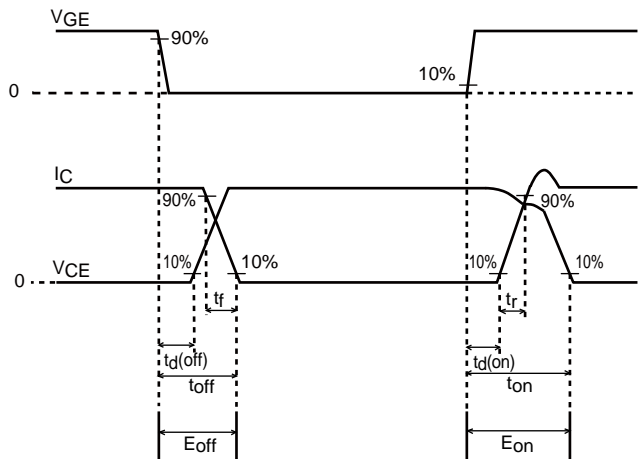 VGE
90%
10%
0
IC
90%
90%
10%
10%
10%
10%
VCE
0
tf
tr
td(off)
td(on)
toff
ton
Eoff
Eon